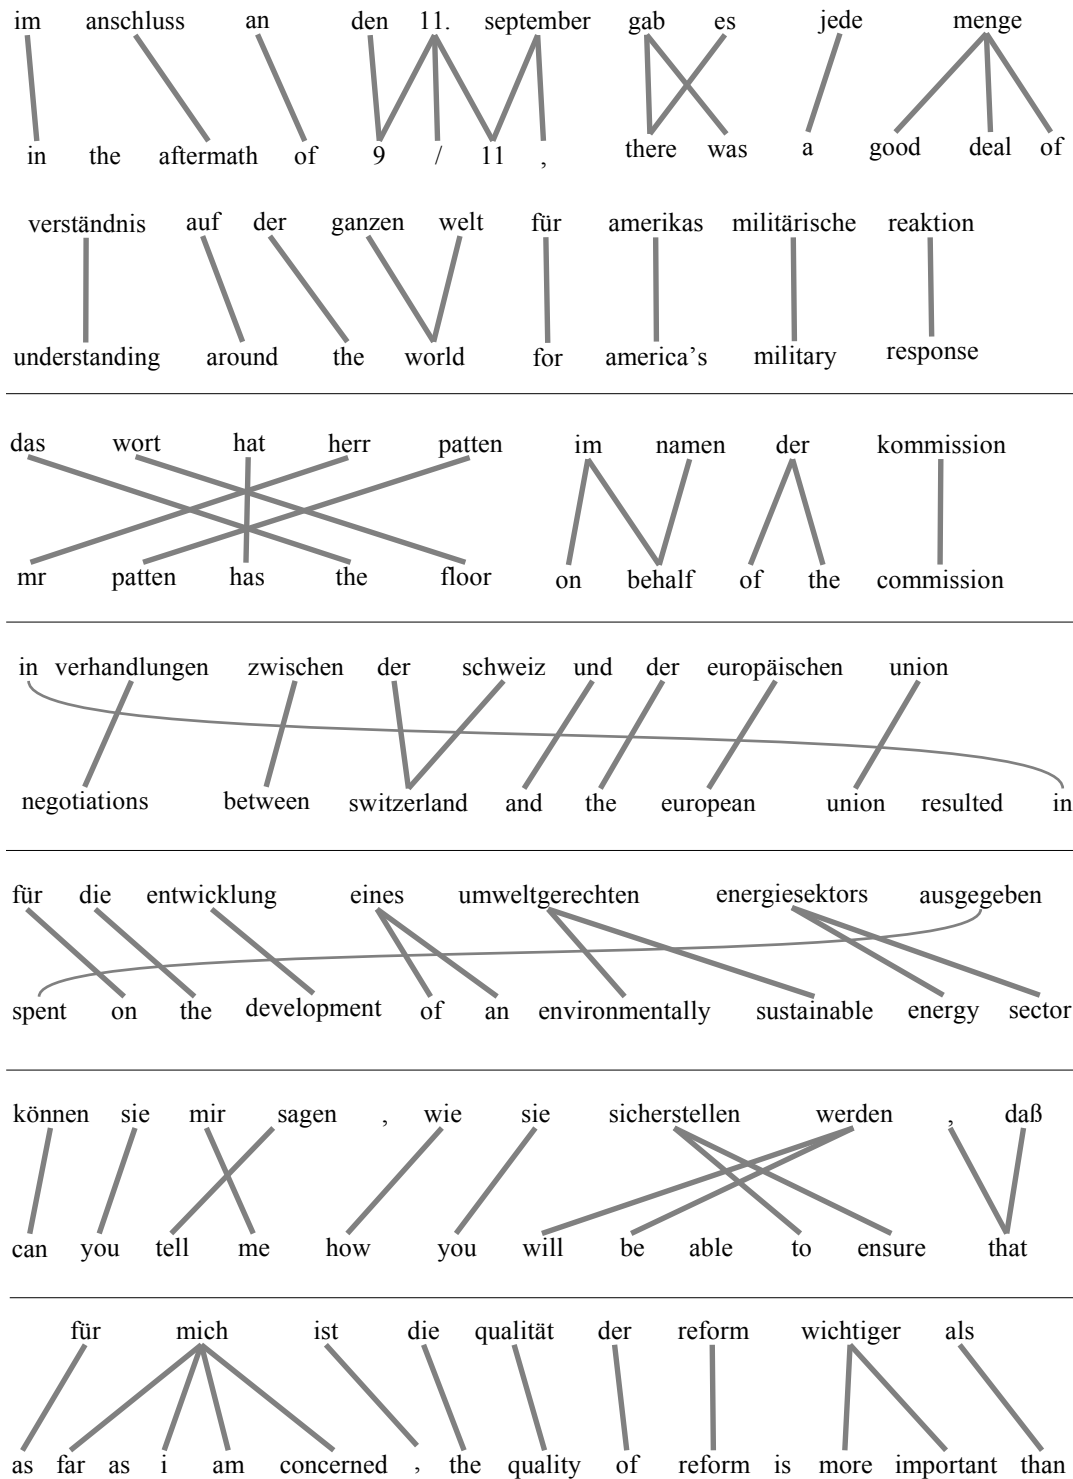 im anschluss an den 11. september gab es jede menge
in the aftermath of 9 / 11 , there was a good deal of
verständnis auf der ganzen welt für amerikas militärische reaktion
understanding around the world for america's military response
das wort hat herr patten im namen der kommission
mr patten has the floor on behalf of the commission
in verhandlungen zwischen der schweiz und der europäischen union
negotiations between switzerland and the european union resulted in
für die entwicklung eines umweltgerechten energiesektors ausgegeben
spent on the development of an environmentally sustainable energy sector
können sie mir sagen , wie sie sicherstellen werden , daß
can you tell me how you will be able to ensure that
für mich ist die qualität der reform wichtiger als
as far as i am concerned , the quality of reform is more important than